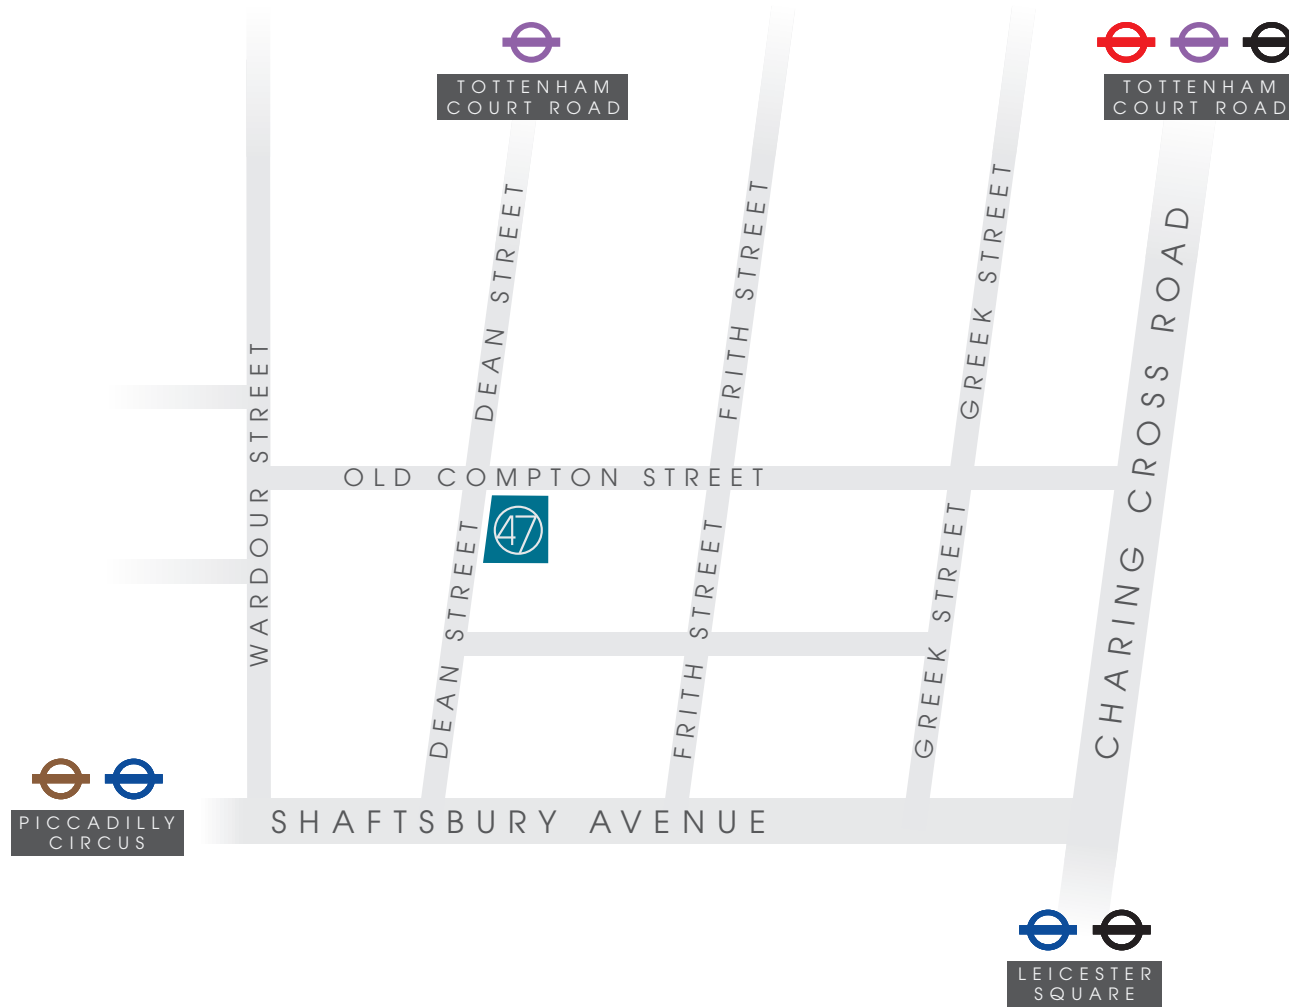 TOTTENHAM
COURT ROAD
TOTTENHAM
COURT ROAD
DEAN STREET
FRITH STREET
GREEK STREET
CHARING CROSS ROAD
WARDOUR STREET
OLD COMPTON STREET
47
DEAN STREET
FRITH STREET
GREEK STREET
PICCADILLY
CIRCUS
SHAFTSBURY AVENUE
LEICESTER
SQUARE